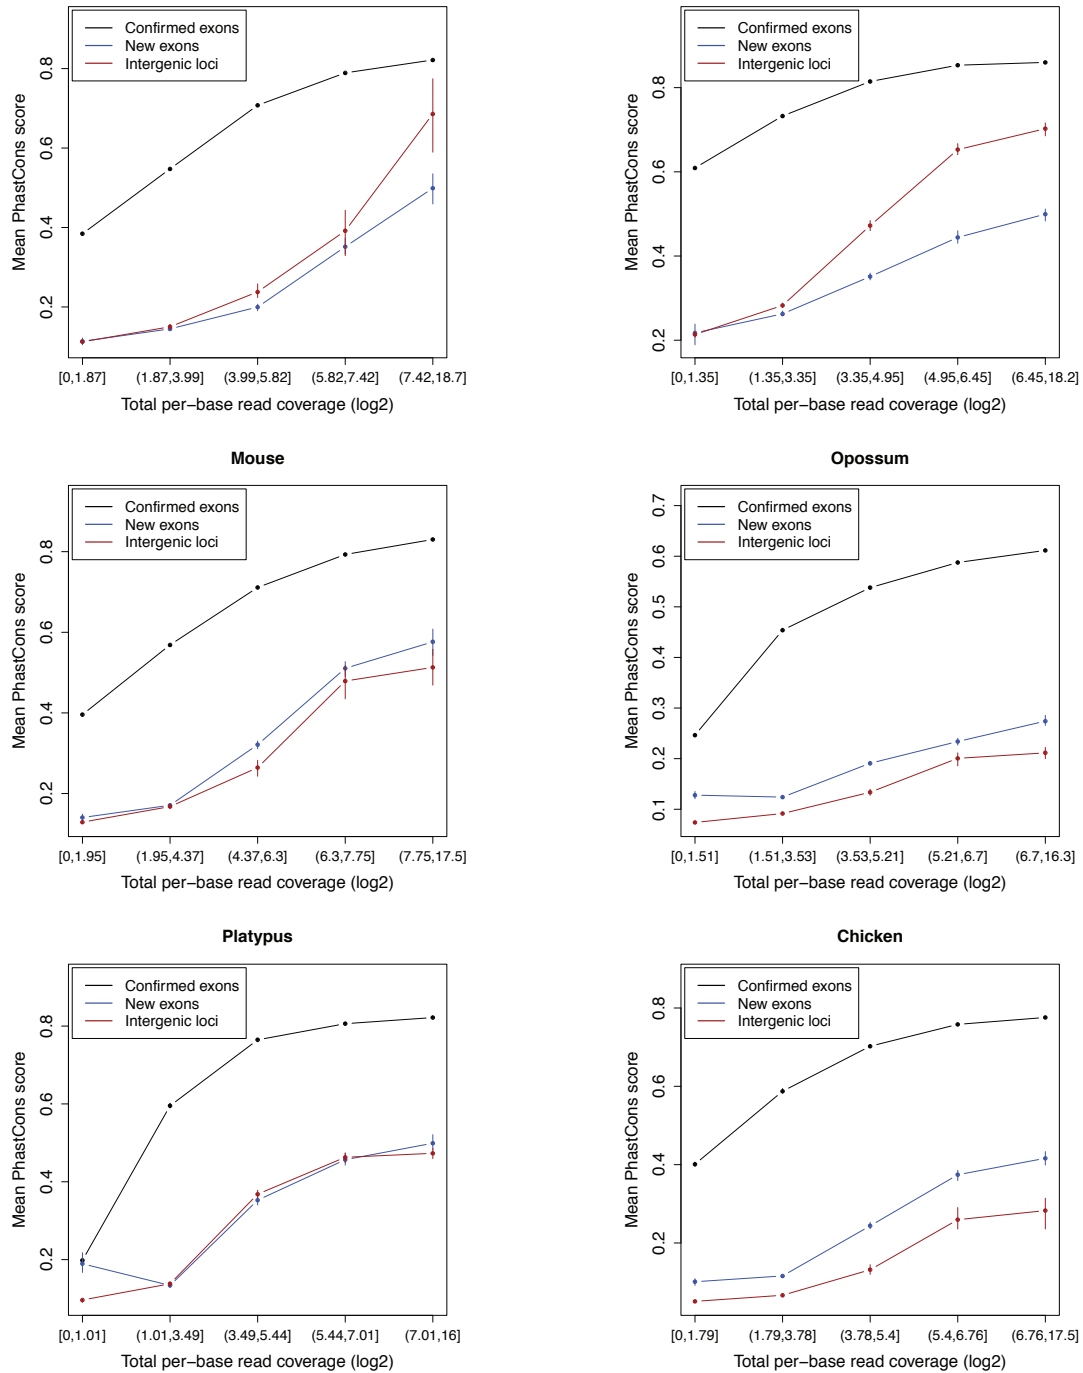 Confirmed exons
New exons
Intergenic loci
Mean PhastCons score
0.2 0.4 0.6 0.8
[0,1.87] (1.87,3.99] (3.99,5.82] (5.82,7.42] (7.42,18.7]
Total per−base read coverage (log2)
Confirmed exons
New exons
Intergenic loci
Mean PhastCons score
0.2 0.4 0.6 0.8
[0,1.35] (1.35,3.35] (3.35,4.95] (4.95,6.45] (6.45,18.2]
Total per−base read coverage (log2)
Mouse
Confirmed exons
New exons
Intergenic loci
Mean PhastCons score
0.2 0.4 0.6 0.8
[0,1.95] (1.95,4.37] (4.37,6.3] (6.3,7.75] (7.75,17.5]
Total per−base read coverage (log2)
Opossum
Confirmed exons
New exons
Intergenic loci
Mean PhastCons score
0.1 0.2 0.3 0.4 0.5 0.6 0.7
[0,1.51] (1.51,3.53] (3.53,5.21] (5.21,6.7] (6.7,16.3]
Total per−base read coverage (log2)
Platypus
Confirmed exons
New exons
Intergenic loci
Mean PhastCons score
0.2 0.4 0.6 0.8
[0,1.01] (1.01,3.49] (3.49,5.44] (5.44,7.01] (7.01,16]
Total per−base read coverage (log2)
Chicken
Confirmed exons
New exons
Intergenic loci
Mean PhastCons score
0.2 0.4 0.6 0.8
[0,1.79] (1.79,3.78] (3.78,5.4] (5.4,6.76] (6.76,17.5]
Total per−base read coverage (log2)